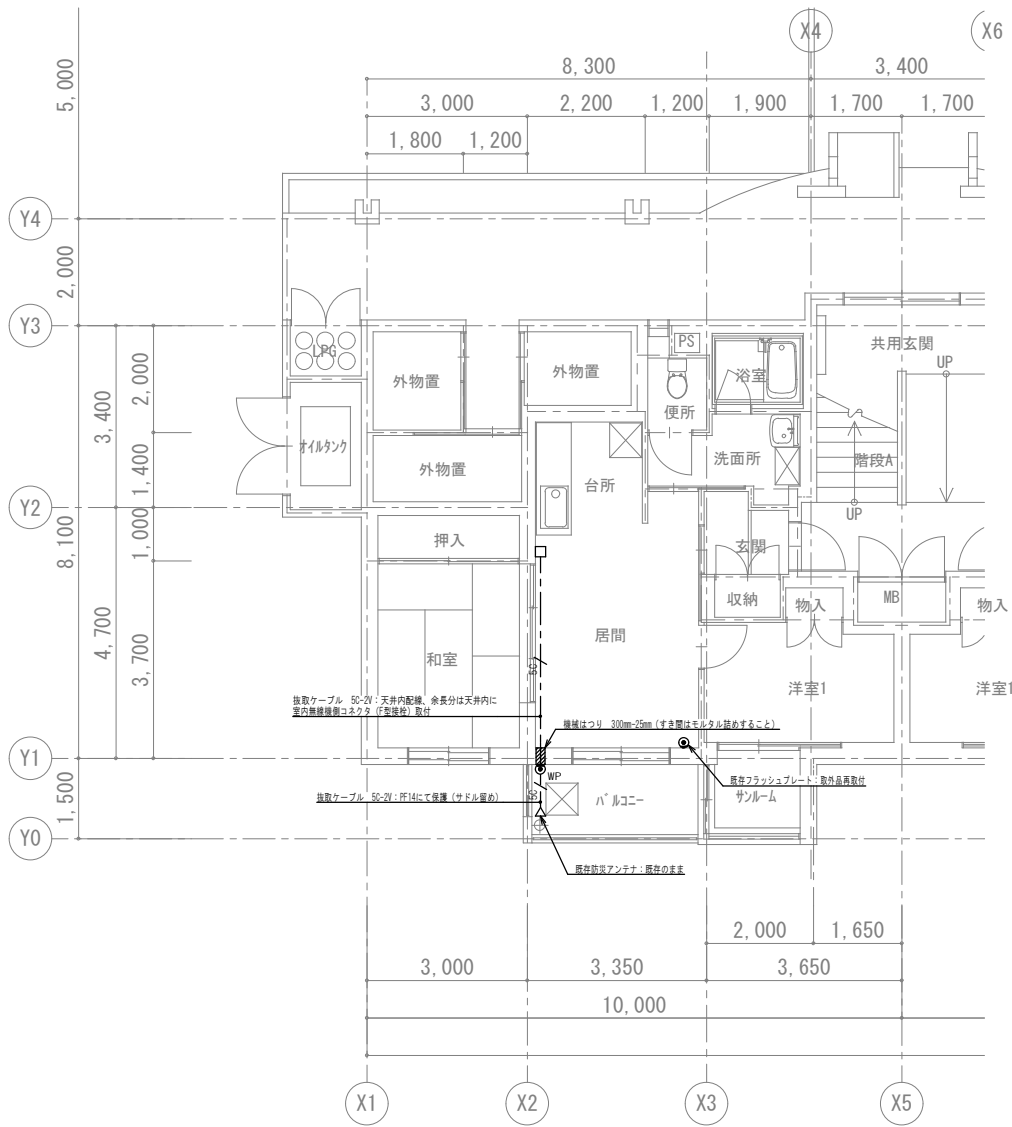 X4
X6
8,300
3,400
3,000
2,200
1,200
1,900
1,700
1,700
1,800
1,200
5,000
Y4
2,000
Y3
LPG
外物置
外物置
PS
浴室
共用玄関
UP
便所
2,000
3,400
オイルタンク
外物置
台所
洗面所
階段A
1,400
Y2
UP
押入
1,000
玄関
8,100
収納
物入
MB
物入
4,700
3,700
和室
居間
5C
洋室1
洋室1
抜取ケーブル 5C-2V：天井内配線、余長分は天井内に
室内無線機側コネクタ（F型接栓）取付
機械はつり 300mm-25mm（すき間はモルタル詰めすること）
Y1
WP
既存フラッシュプレート：取外品再取付
抜取ケーブル 5C-2V：PF14にて保護（サドル留め）
5C
バルコニー
サンルーム
1,500
Y0
既存防災アンテナ：既存のまま
2,000
1,650
3,000
3,350
3,650
10,000
X1
X2
X3
X5